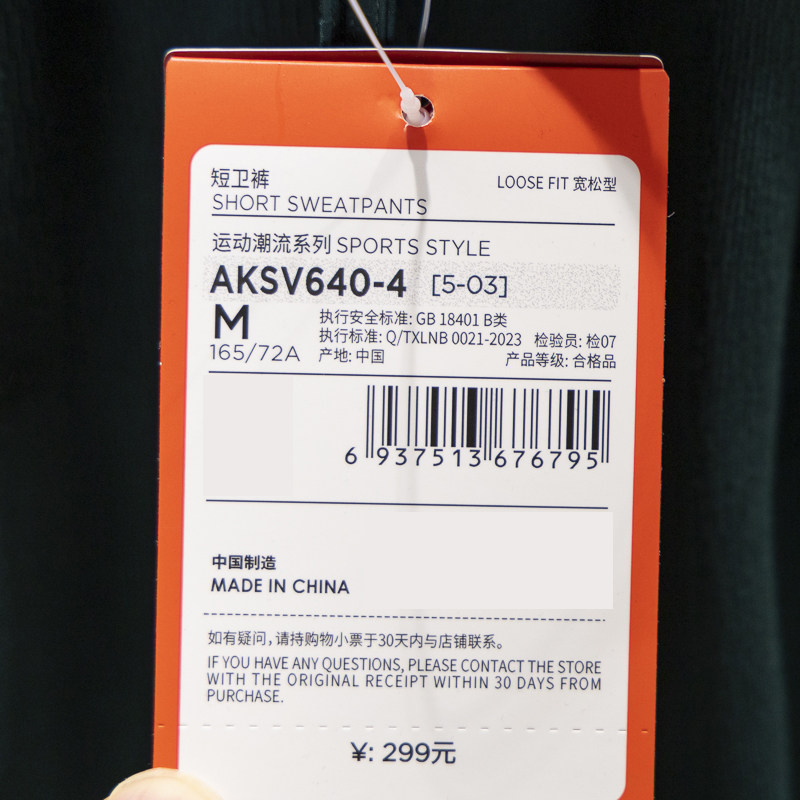 短卫裤
SHORT SWEATPANTS
LOOSE FIT 宽松型
运动潮流系列 SPORTS STYLE
AKSV640-4 [5-03]
M
165/72A
执行安全标准: GB 18401 B类
执行标准: Q/TXLNB 0021-2023 检验员: 检07
产地: 中国 产品等级: 合格品
6 937513 676795
中国制造
MADE IN CHINA
如有疑问,请持购物小票于30天内与店铺联系。
IF YOU HAVE ANY QUESTIONS, PLEASE CONTACT THE STORE
WITH THE ORIGINAL RECEIPT WITHIN 30 DAYS FROM
PURCHASE.
¥: 299元